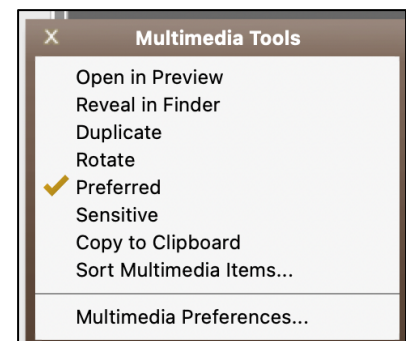 Multimedia Tools
Open in Preview
Reveal in Finder
Duplicate
Rotate
Preferred
Sensitive
Copy to Clipboard
Sort Multimedia Items...
Multimedia Preferences...